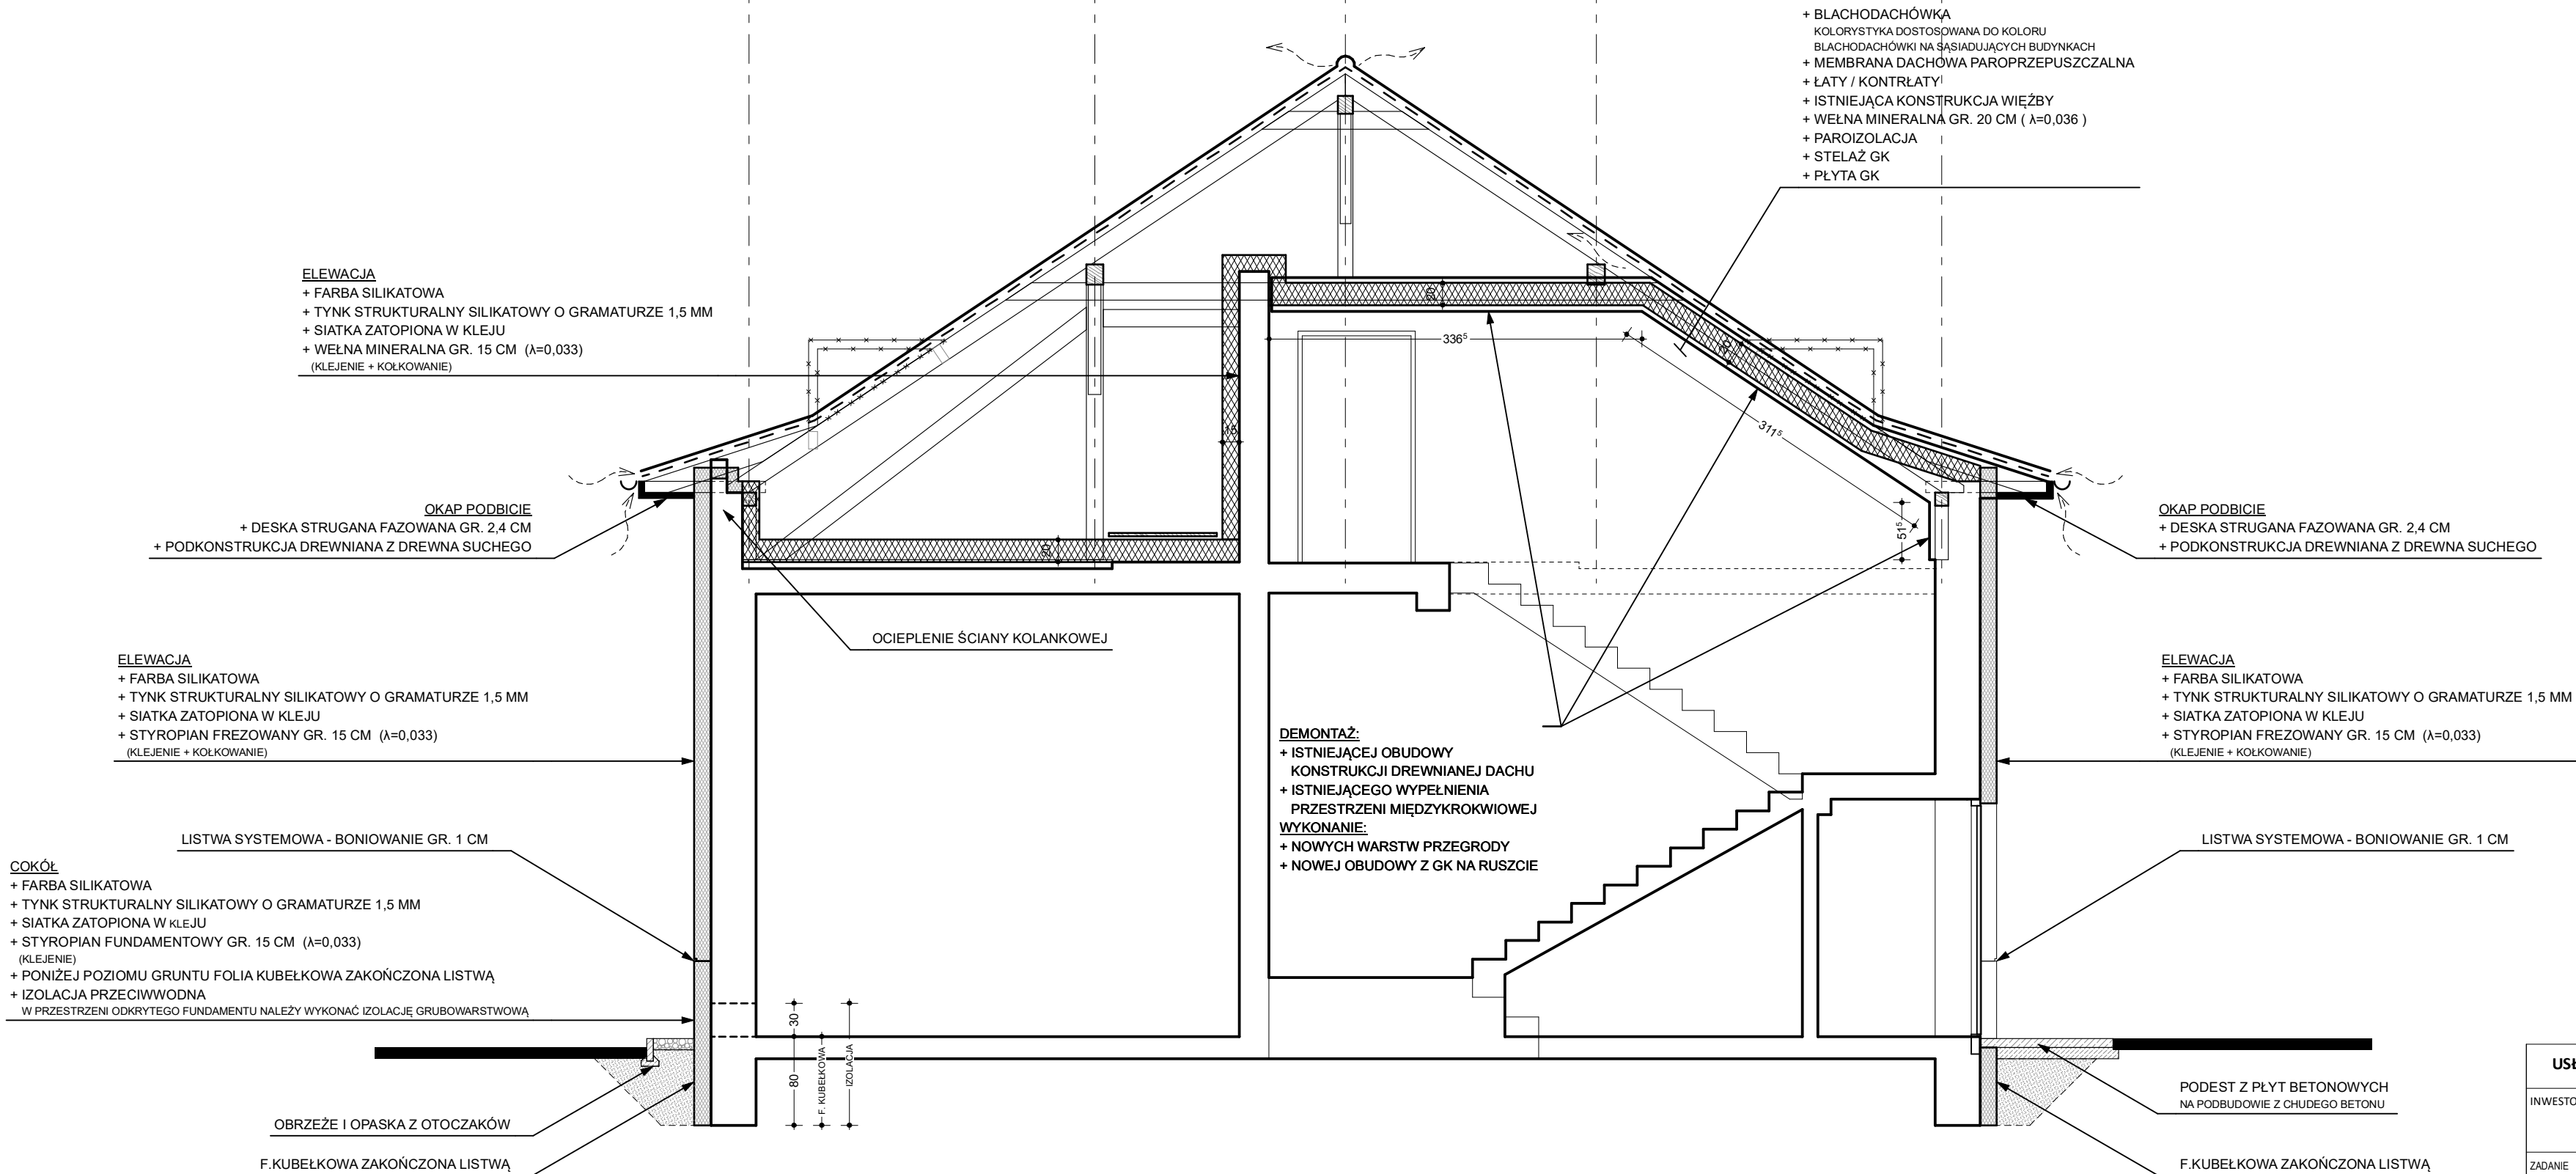 + BLACHODACHÓWKA
KOLORYSTYKA DOSTOSOWANA DO KOLORU
BLACHODACHÓWKI NA SĄSIADUJĄCYCH BUDYNKACH
+ MEMBRANA DACHOWA PAROPRZEPUSZCZALNA
+ ŁATY / KONTRŁATY
+ ISTNIEJĄCA KONSTRUKCJA WIĘŹBY
+ WEŁNA MINERALNA GR. 20 CM ( λ=0,036 )
+ PAROIZOLACJA
+ STELAŻ GK
+ PŁYTA GK
ELEWACJA
+ FARBA SILIKATOWA
+ TYNK STRUKTURALNY SILIKATOWY O GRAMATURZE 1,5 MM
+ SIATKA ZATOPIONA W KLEJU
+ WEŁNA MINERALNA GR. 15 CM (λ=0,033)
(KLEJENIE + KOŁKOWANIE)
20
336⁵
20
311⁵
15
51⁵
20
OKAP PODBICIE
+ DESKA STRUGANA FAZOWANA GR. 2,4 CM
+ PODKONSTRUKCJA DREWNIANA Z DREWNA SUCHEGO
OKAP PODBICIE
+ DESKA STRUGANA FAZOWANA GR. 2,4 CM
+ PODKONSTRUKCJA DREWNIANA Z DREWNA SUCHEGO
OCIEPLENIE ŚCIANY KOLANKOWEJ
ELEWACJA
+ FARBA SILIKATOWA
+ TYNK STRUKTURALNY SILIKATOWY O GRAMATURZE 1,5 MM
+ SIATKA ZATOPIONA W KLEJU
+ STYROPIAN FREZOWANY GR. 15 CM (λ=0,033)
(KLEJENIE + KOŁKOWANIE)
ELEWACJA
+ FARBA SILIKATOWA
+ TYNK STRUKTURALNY SILIKATOWY O GRAMATURZE 1,5 MM
+ SIATKA ZATOPIONA W KLEJU
+ STYROPIAN FREZOWANY GR. 15 CM (λ=0,033)
(KLEJENIE + KOŁKOWANIE)
DEMONTAŻ:
+ ISTNIEJĄCEJ OBUDOWY
KONSTRUKCJI DREWNIANEJ DACHU
+ ISTNIEJĄCEGO WYPEŁNIENIA
PRZESTRZENI MIĘDZYKROKWIOWEJ
WYKONANIE:
+ NOWYCH WARSTW PRZEGRODY
+ NOWEJ OBUDOWY Z GK NA RUSZCIE
LISTWA SYSTEMOWA - BONIOWANIE GR. 1 CM
LISTWA SYSTEMOWA - BONIOWANIE GR. 1 CM
COKÓŁ
+ FARBA SILIKATOWA
+ TYNK STRUKTURALNY SILIKATOWY O GRAMATURZE 1,5 MM
+ SIATKA ZATOPIONA W KLEJU
+ STYROPIAN FUNDAMENTOWY GR. 15 CM (λ=0,033)
(KLEJENIE)
+ PONIŻEJ POZIOMU GRUNTU FOLIA KUBEŁKOWA ZAKOŃCZONA LISTWĄ
+ IZOLACJA PRZECIWWODNA
W PRZESTRZENI ODKRYTEGO FUNDAMENTU NALEŻY WYKONAĆ IZOLACJĘ GRUBOWARSTWOWĄ
30
80
F. KUBEŁKOWA
IZOLACJA
OBRZEŻE I OPASKA Z OTOCZAKÓW
F.KUBEŁKOWA ZAKOŃCZONA LISTWĄ
PODEST Z PŁYT BETONOWYCH
NA PODBUDOWIE Z CHUDEGO BETONU
F.KUBEŁKOWA ZAKOŃCZONA LISTWĄ
USŁ
INWESTO
ZADANIE